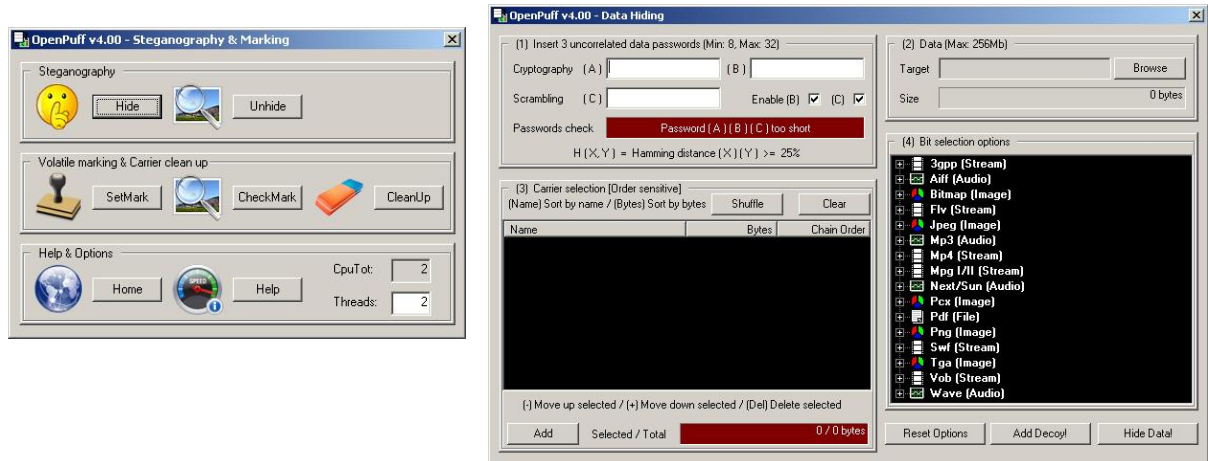 OpenPuff v4.00 - Steganography & Marking
Steganography
Hide
Unhide
Volatile marking & Carrier clean up
SetMark
CheckMark
CleanUp
Help & Options
Home
SPEED
Help
CpuTot: 2
Threads: 2
OpenPuff v4.00 - Data Hiding
(1) Insert 3 uncorrelated data passwords (Min: 8, Max: 32)
Cryptography (A) (B)
Scrambling (C) Enable (B) (C)
Passwords check Password (A) (B) (C) too short
H (X,Y) = Hamming distance (X) (Y) >= 25%
(2) Data (Max: 256Mb)
Target Browse
Size 0 bytes
(3) Carrier selection [Order sensitive]
(Name) Sort by name / (Bytes) Sort by bytes Shuffle Clear
Name Bytes Chain Order
(-) Move up selected / (+) Move down selected / (Del) Delete selected
Add Selected / Total 0 / 0 bytes
(4) Bit selection options
3gpp (Stream)
Aiff (Audio)
Bitmap (Image)
Flv (Stream)
Jpeg (Image)
Mp3 (Audio)
Mp4 (Stream)
Mpg I/II (Stream)
Next/Sun (Audio)
Pcx (Image)
Pdf (File)
Png (Image)
Swf (Stream)
Tga (Image)
Vob (Stream)
Wave (Audio)
Reset Options Add Decoy! Hide Data!